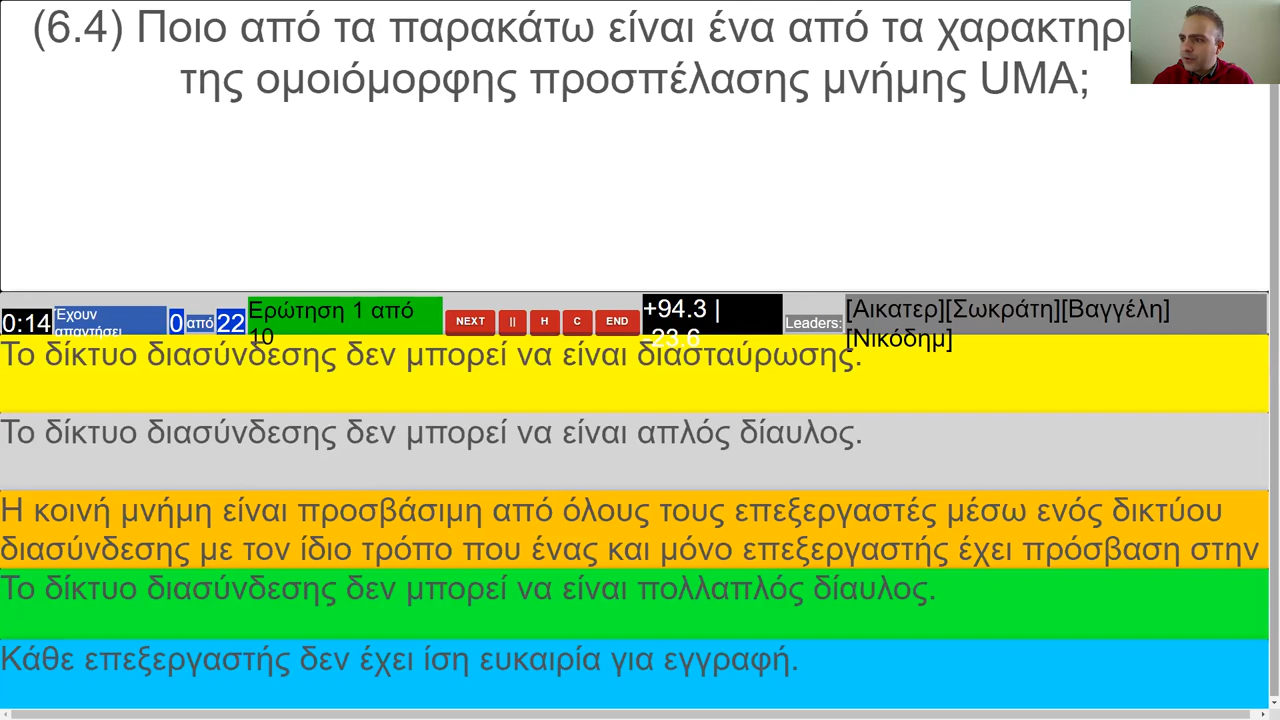 (6.4) Ποιο από τα παρακάτω είναι ένα από τα
της ομοιόμορφης προσπέλασης μνήμης UMA;
0:14 Έχουν απαντήσει 0 από 22 Ερώτηση 1 από 10 NEXT || H C END +94.3 | -23.6 Leaders: [Αικατερ][Σωκράτη][Βαγγέλη]
[Νικόδημ]
Το δίκτυο διασύνδεσης δεν μπορεί να είναι διασταύρωσης.
Το δίκτυο διασύνδεσης δεν μπορεί να είναι απλός δίαυλος.
Η κοινή μνήμη είναι προσβάσιμη από όλους τους επεξεργαστές μέσω ενός δικτύου
διασύνδεσης με τον ίδιο τρόπο που ένας και μόνο επεξεργαστής έχει πρόσβαση στην
Το δίκτυο διασύνδεσης δεν μπορεί να είναι πολλαπλός δίαυλος.
Κάθε επεξεργαστής δεν έχει ίση ευκαιρία για εγγραφή.